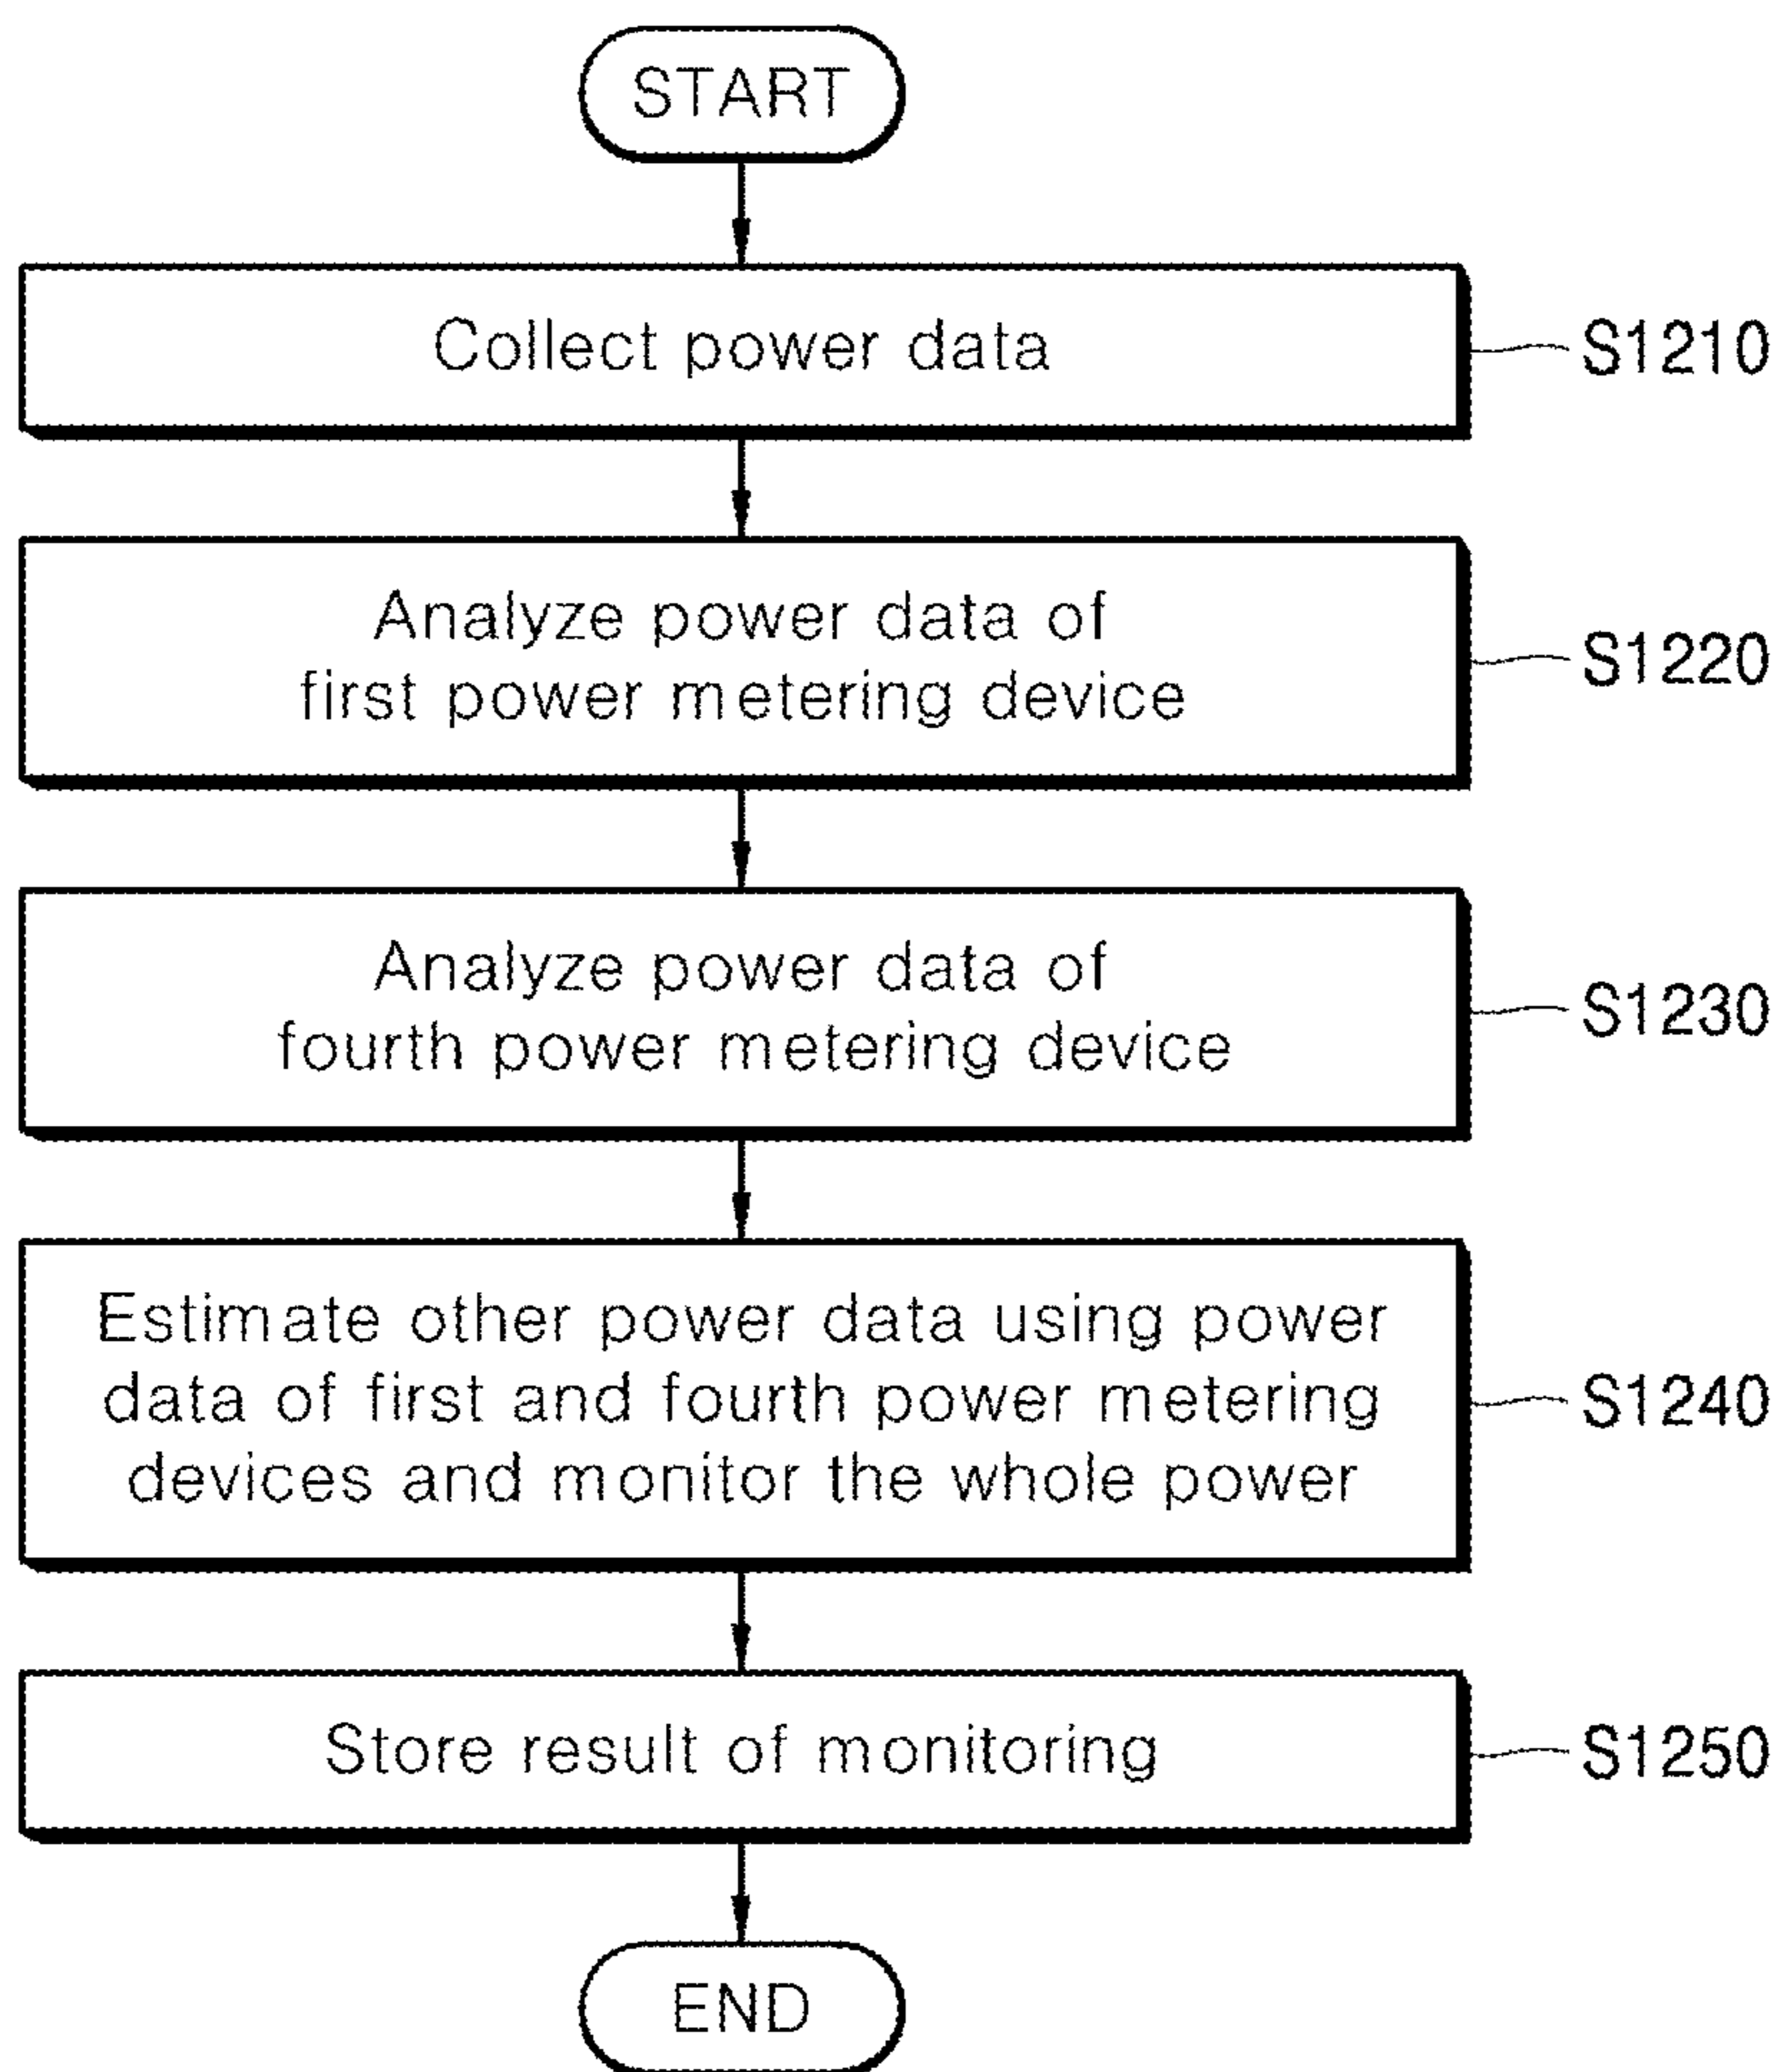 START
Collect power data
S1210
Analyze power data of
first power metering device
S1220
Analyze power data of
fourth power metering device
S1230
Estimate other power data using power
data of first and fourth power metering
devices and monitor the whole power
S1240
Store result of monitoring
S1250
END